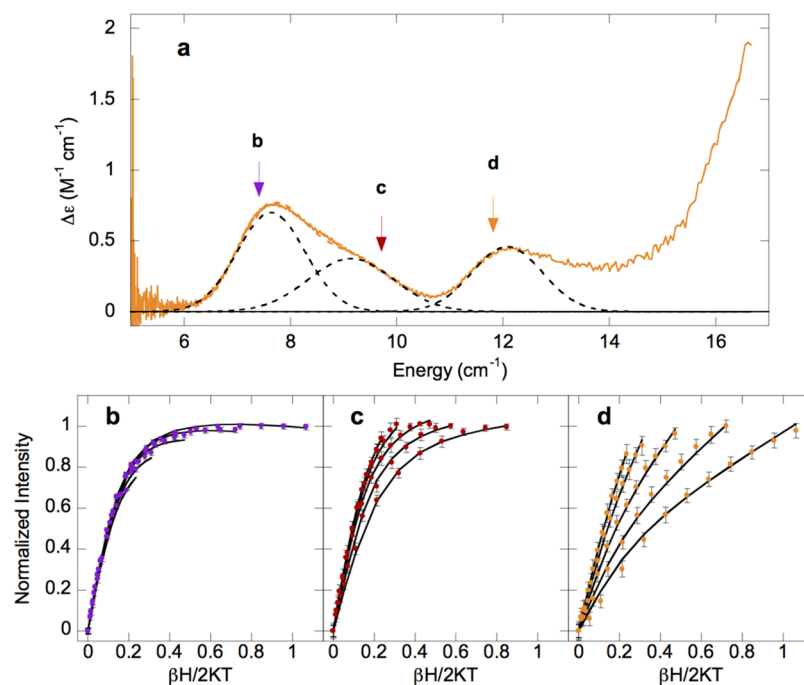 a
b
c
d
Δε (M⁻¹ cm⁻¹)
2
1.5
1
0.5
0
6 8 10 12 14 16
Energy (cm⁻¹)
b c d
Normalized Intensity
1
0.8
0.6
0.4
0.2
0
0 0.2 0.4 0.6 0.8 1 0 0.2 0.4 0.6 0.8 1 0 0.2 0.4 0.6 0.8 1
βH/2KT βH/2KT βH/2KT